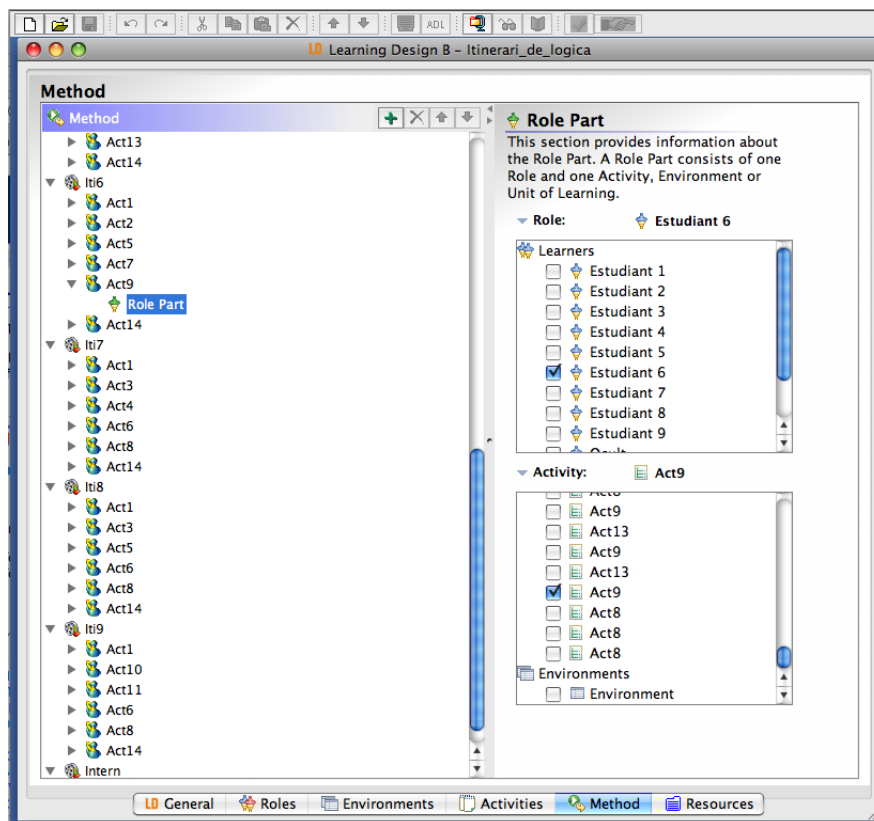 ADL
LD Learning Design B - Itinerari_de_logica
Method
Method
Act13
Act14
Iti6
Act1
Act2
Act5
Act7
Act9
Role Part
Act14
Iti7
Act1
Act3
Act4
Act6
Act8
Act14
Iti8
Act1
Act3
Act5
Act6
Act8
Act14
Iti9
Act1
Act10
Act11
Act6
Act8
Act14
Intern
Role Part
This section provides information about
the Role Part. A Role Part consists of one
Role and one Activity, Environment or
Unit of Learning.
Role: Estudiant 6
Learners
Estudiant 1
Estudiant 2
Estudiant 3
Estudiant 4
Estudiant 5
Estudiant 6
Estudiant 7
Estudiant 8
Estudiant 9
Activity: Act9
Act9
Act13
Act9
Act13
Act9
Act8
Act8
Act8
Environments
Environment
LD General Roles Environments Activities Method Resources